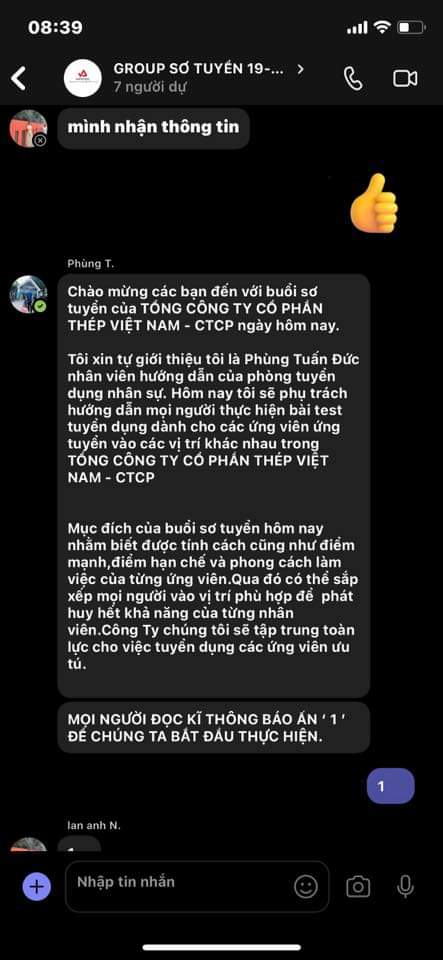 08:39
GROUP SƠ TUYỂN 19-...
7 người dự
mình nhận thông tin
Phùng T.
Chào mừng các bạn đến với buổi sơ
tuyển của TỔNG CÔNG TY CỔ PHẦN
THÉP VIỆT NAM - CTCP ngày hôm nay.
Tôi xin tự giới thiệu tôi là Phùng Tuấn Đức
nhân viên hướng dẫn của phòng tuyển
dụng nhân sự. Hôm nay tôi sẽ phụ trách
hướng dẫn mọi người thực hiện bài test
tuyển dụng dành cho các ứng viên ứng
tuyển vào các vị trí khác nhau trong
TỔNG CÔNG TY CỔ PHẦN THÉP VIỆT
NAM - CTCP
Mục đích của buổi sơ tuyển hôm nay
nhằm biết được tính cách cũng như điểm
mạnh,điểm hạn chế và phong cách làm
việc của từng ứng viên.Qua đó có thể sắp
xếp mọi người vào vị trí phù hợp để phát
huy hết khả năng của từng nhân
viên.Công Ty chúng tôi sẽ tập trung toàn
lực cho việc tuyển dụng các ứng viên ưu
tú.
MỌI NGƯỜI ĐỌC KĨ THÔNG BÁO ẤN ‘ 1 ’
ĐỂ CHÚNG TA BẮT ĐẦU THỰC HIỆN.
1
lan anh N.
Nhập tin nhắn